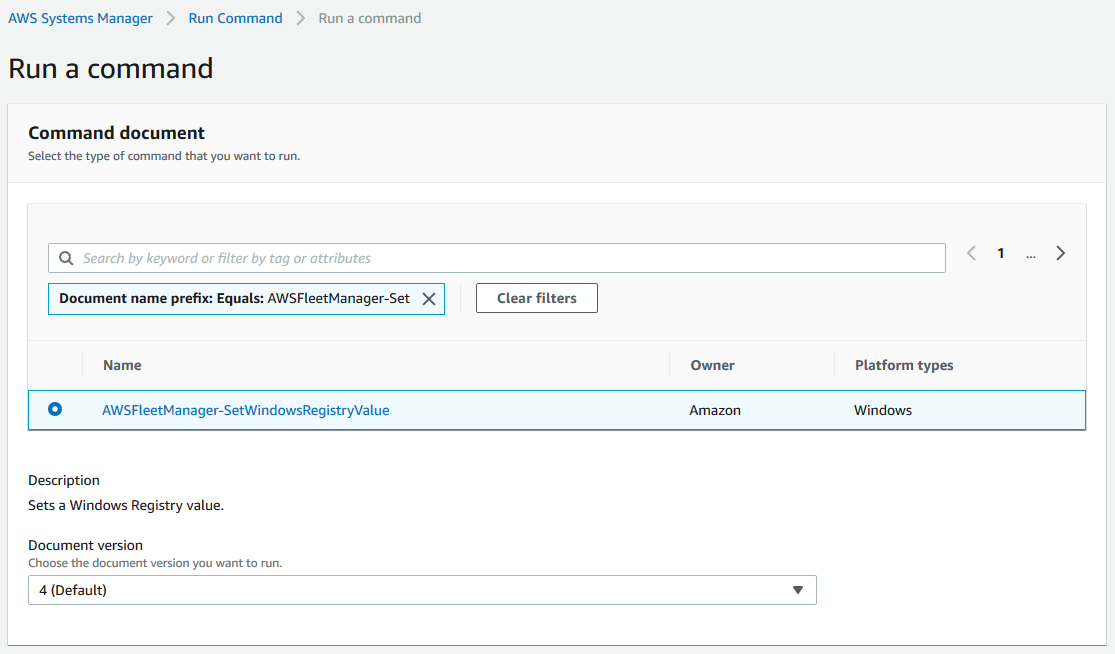 AWS Systems Manager > Run Command > Run a command
Run a command
Command document
Select the type of command that you want to run.
Search by keyword or filter by tag or attributes
1 ...
Document name prefix: Equals: AWSFleetManager-Set
Clear filters
Name Owner Platform types
AWSFleetManager-SetWindowsRegistryValue Amazon Windows
Description
Sets a Windows Registry value.
Document version
Choose the document version you want to run.
4 (Default)